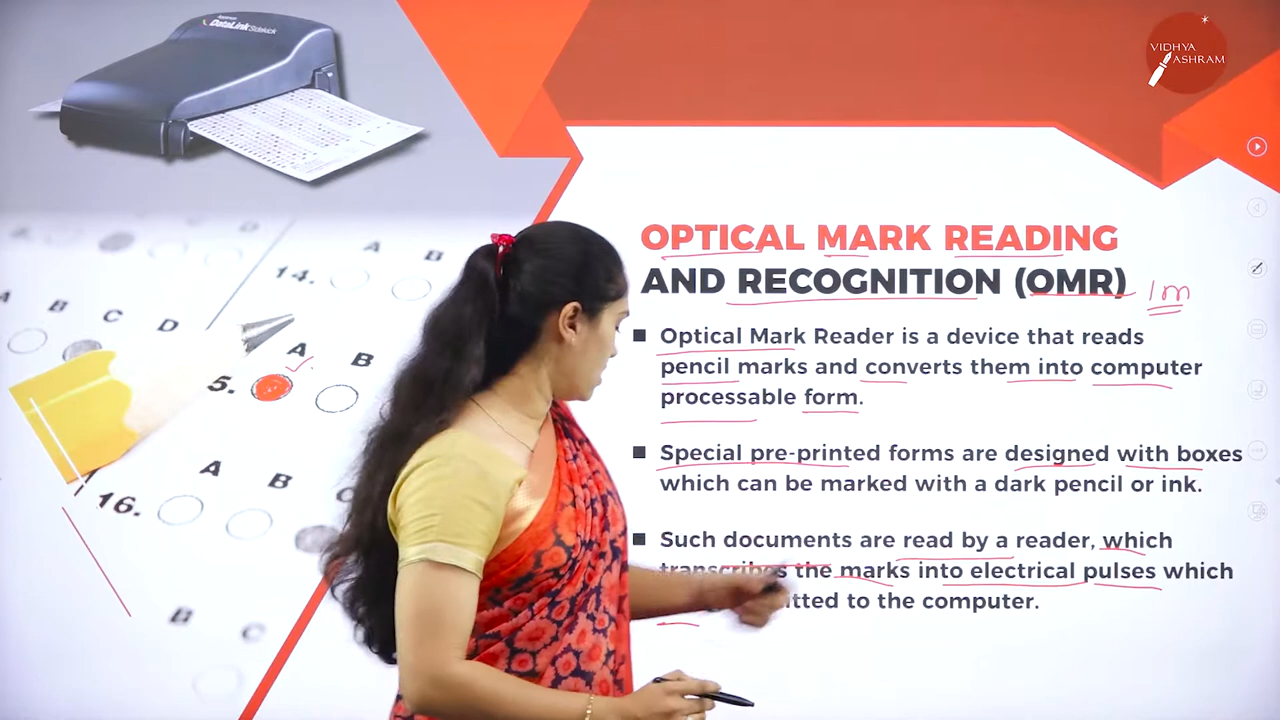 DataLink Sidekick
VIDHYA
ASHRAM
OPTICAL MARK READING
AND RECOGNITION (OMR) 1m
■ Optical Mark Reader is a device that reads
pencil marks and converts them into computer
processable form.
■ Special pre-printed forms are designed with boxes
which can be marked with a dark pencil or ink.
■ Such documents are read by a reader, which
transcribes the marks into electrical pulses which
to the computer.
A B
14.
A B C D
A B
5.
A B C
16.
B C